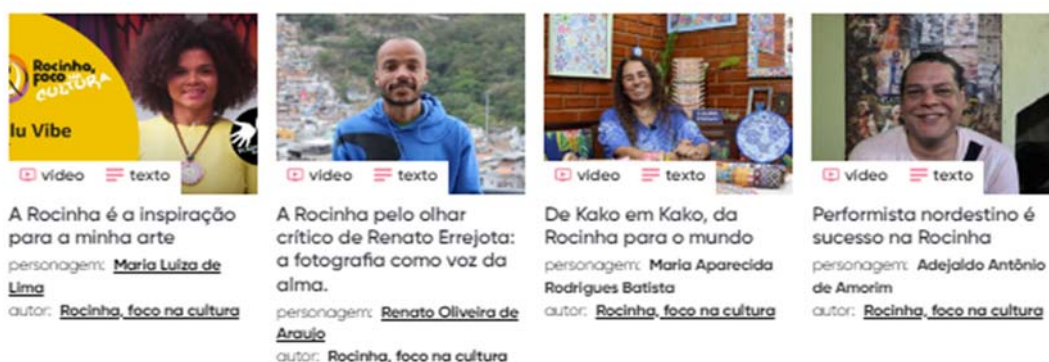 Rocinha,
foco na
CULTURA
lu Vibe
vídeo texto
A Rocinha é a inspiração
para a minha arte
personagem: Maria Luiza de
Lima
autor: Rocinha, foco na cultura
vídeo texto
A Rocinha pelo olhar
crítico de Renato Errejota:
a fotografia como voz da
alma.
personagem: Renato Oliveira de
Araujo
autor: Rocinha, foco na cultura
vídeo texto
De Kako em Kako, da
Rocinha para o mundo
personagem: Maria Aparecida
Rodrigues Batista
autor: Rocinha, foco na cultura
vídeo texto
Performista nordestino é
sucesso na Rocinha
personagem: Adejaldo Antônio
de Amorim
autor: Rocinha, foco na cultura